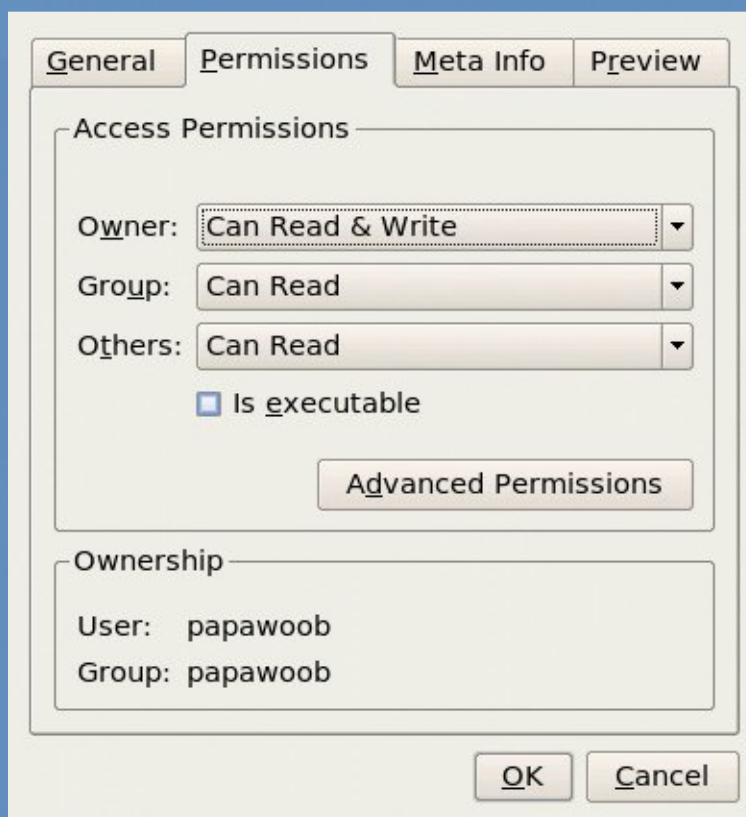 General Permissions Meta Info Preview
Access Permissions
Owner: Can Read & Write
Group: Can Read
Others: Can Read
Is executable
Advanced Permissions
Ownership
User: papawoob
Group: papawoob
OK Cancel